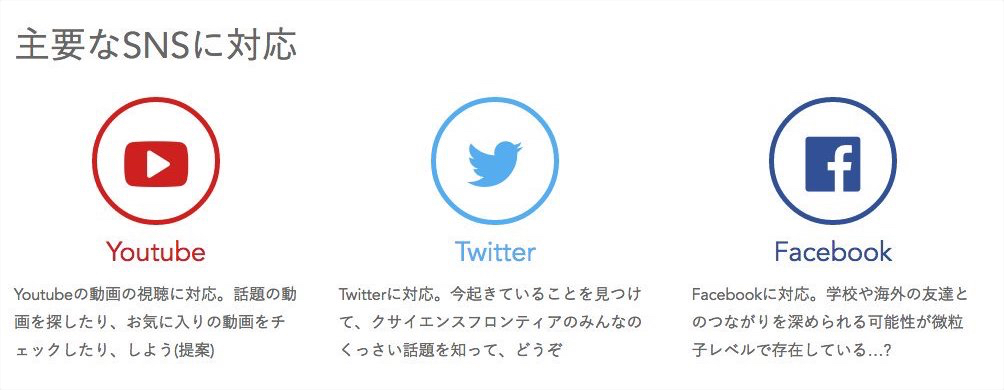 主要なSNSに対応
Youtube
Youtubeの動画の視聴に対応。話題の動
画を探したり、お気に入りの動画をチ
ェックしたり、しよう(提案)
Twitter
Twitterに対応。今起きていることを見つけ
て、クサイエンスフロンティアのみんなの
くっさい話題を知って、どうぞ
Facebook
Facebookに対応。学校や海外の友達と
のつながりを深められる可能性が微粒
子レベルで存在している…?